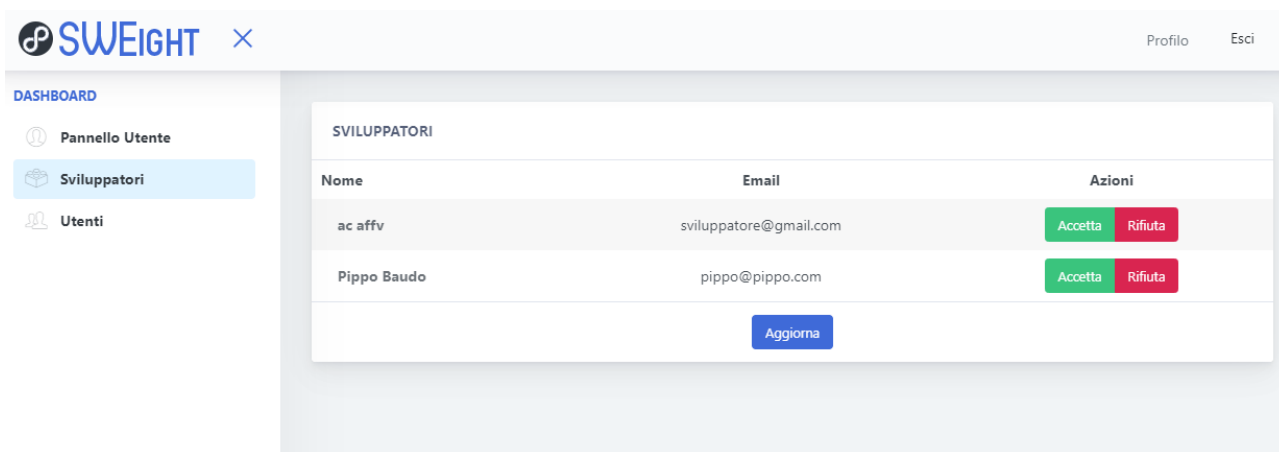 SWEIGHT
Profilo
Esci
DASHBOARD
Pannello Utente
Sviluppatori
Utenti
SVILUPPATORI
Nome Email Azioni
ac affv sviluppatore@gmail.com Accetta Rifiuta
Pippo Baudo pippo@pippo.com Accetta Rifiuta
Aggiorna